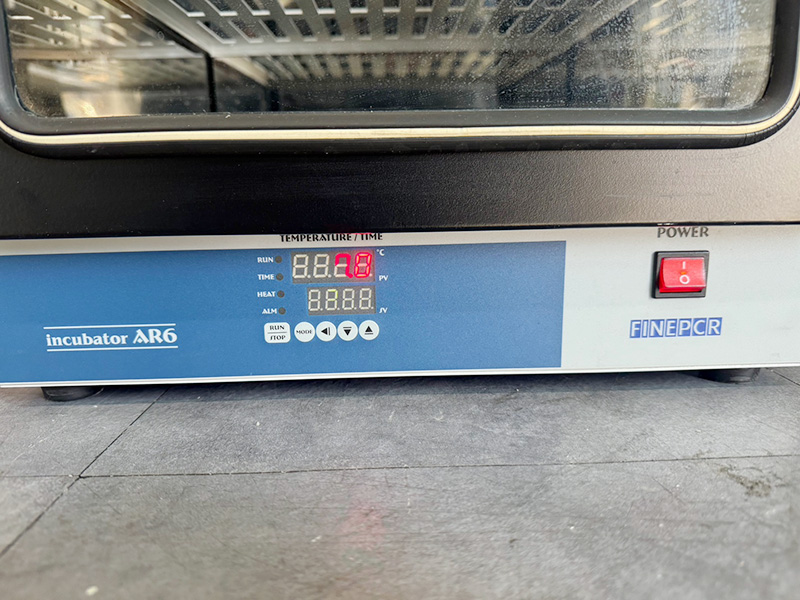 TEMPERATURE / TIME
POWER
RUN
°C
TIME
PV
HEAT
ALM
SV
RUN
STOP
MODE
incubator AR6
FINEPCR